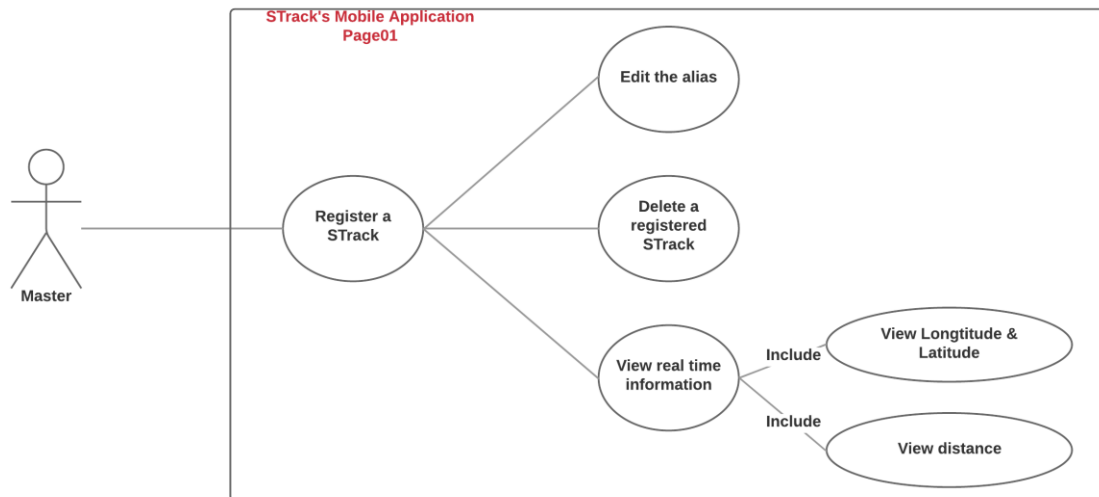 STrack's Mobile Application
Page01
Edit the alias
Register a
STrack
Delete a
registered
STrack
Master
View real time
information
Include
View Longtitude &
Latitude
Include
View distance